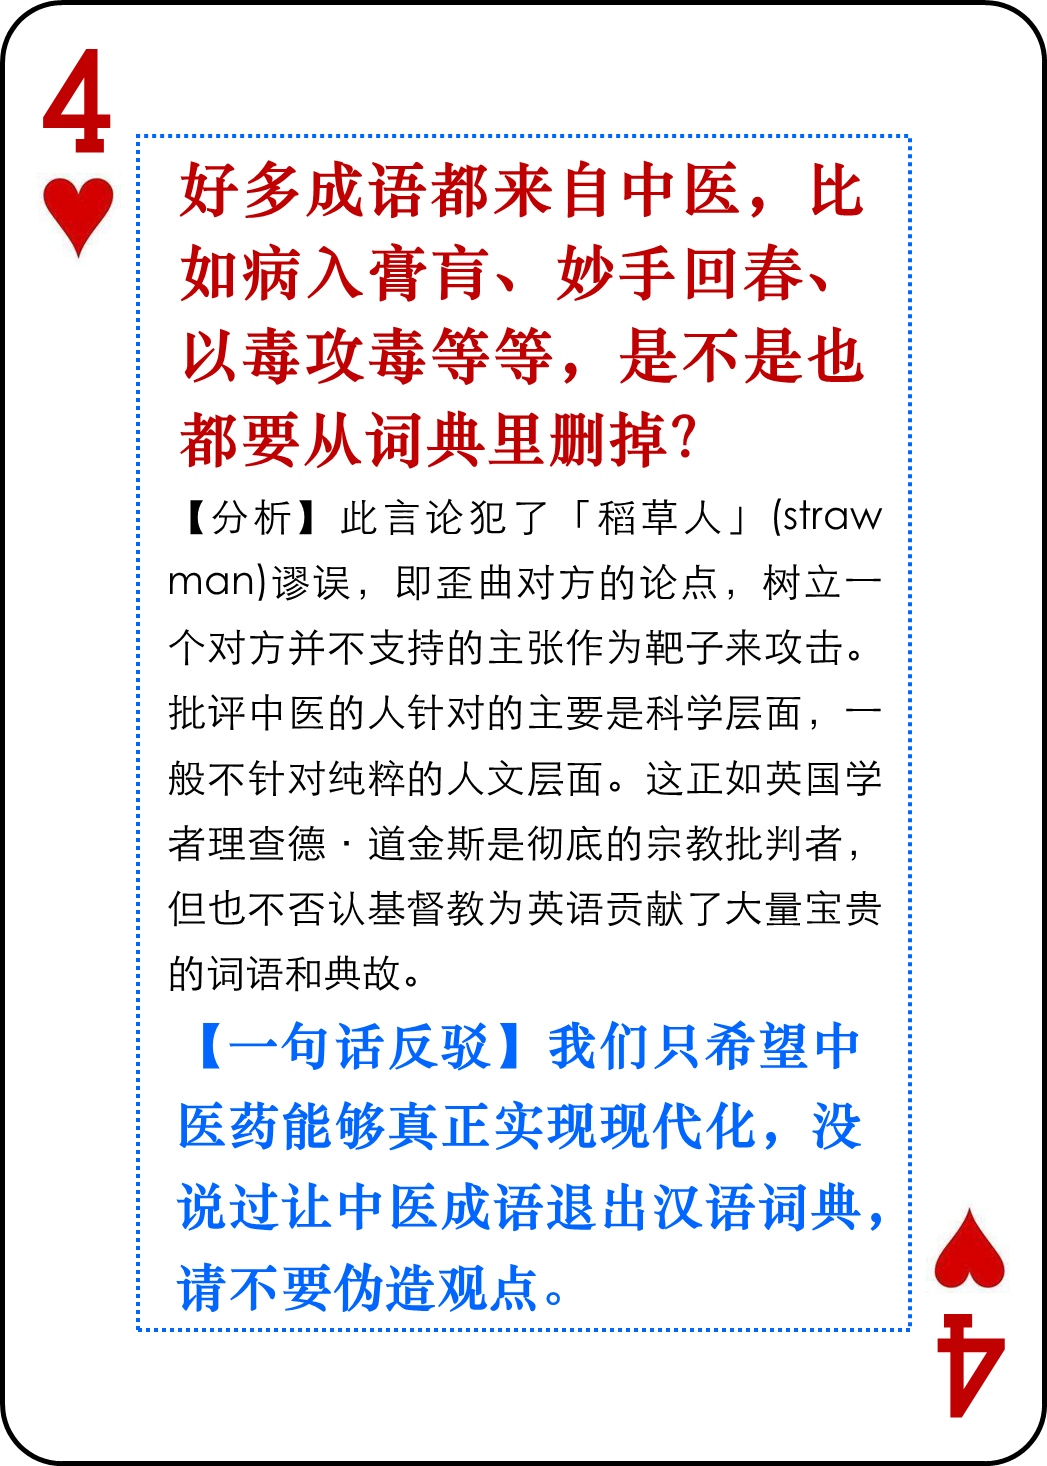 4
好多成语都来自中医，比
如病入膏肓、妙手回春、
以毒攻毒等等，是不是也
都要从词典里删掉？
【分析】此言论犯了「稻草人」(straw
man)谬误，即歪曲对方的论点，树立一
个对方并不支持的主张作为靶子来攻击。
批评中医的人针对的主要是科学层面，一
般不针对纯粹的人文层面。这正如英国学
者理查德·道金斯是彻底的宗教批判者，
但也不否认基督教为英语贡献了大量宝贵
的词语和典故。
【一句话反驳】我们只希望中
医药能够真正实现现代化，没
说过让中医成语退出汉语词典，
请不要伪造观点。
4